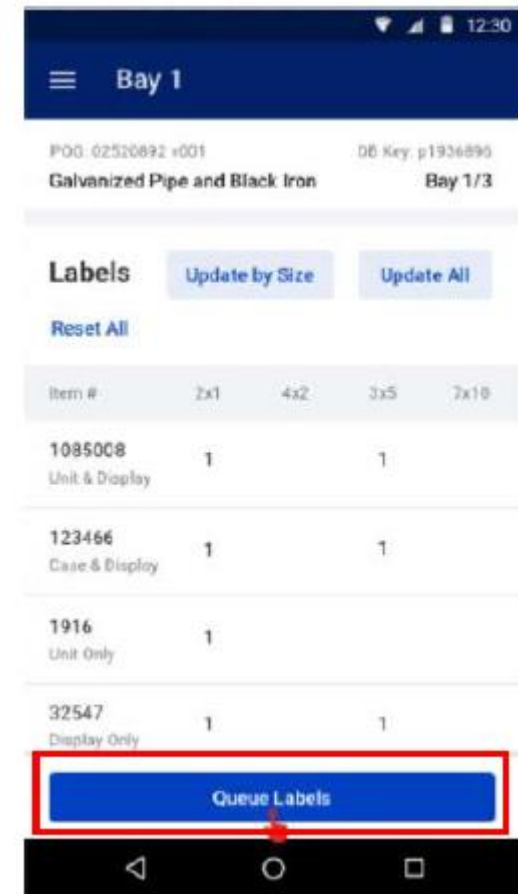 12:30
Bay 1
POG: 02520892 v001 DB Key: p1936896
Galvanized Pipe and Black Iron Bay 1/3
Labels Update by Size Update All
Reset All
Item # 2x1 4x2 3x5 7x10
1085008 1 1
Unit & Display
123466 1 1
Case & Display
1916 1
Unit Only
32547 1 1
Display Only
Queue Labels